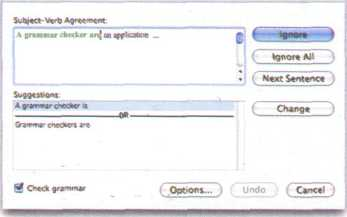 Subject-Verb Agreement:
A grammar checker are an application ...
Ignore
Ignore All
Next Sentence
Suggestions:
A grammar checker is
OR
Grammar checkers are
Change
Check grammar
Options...
Undo
Cancel